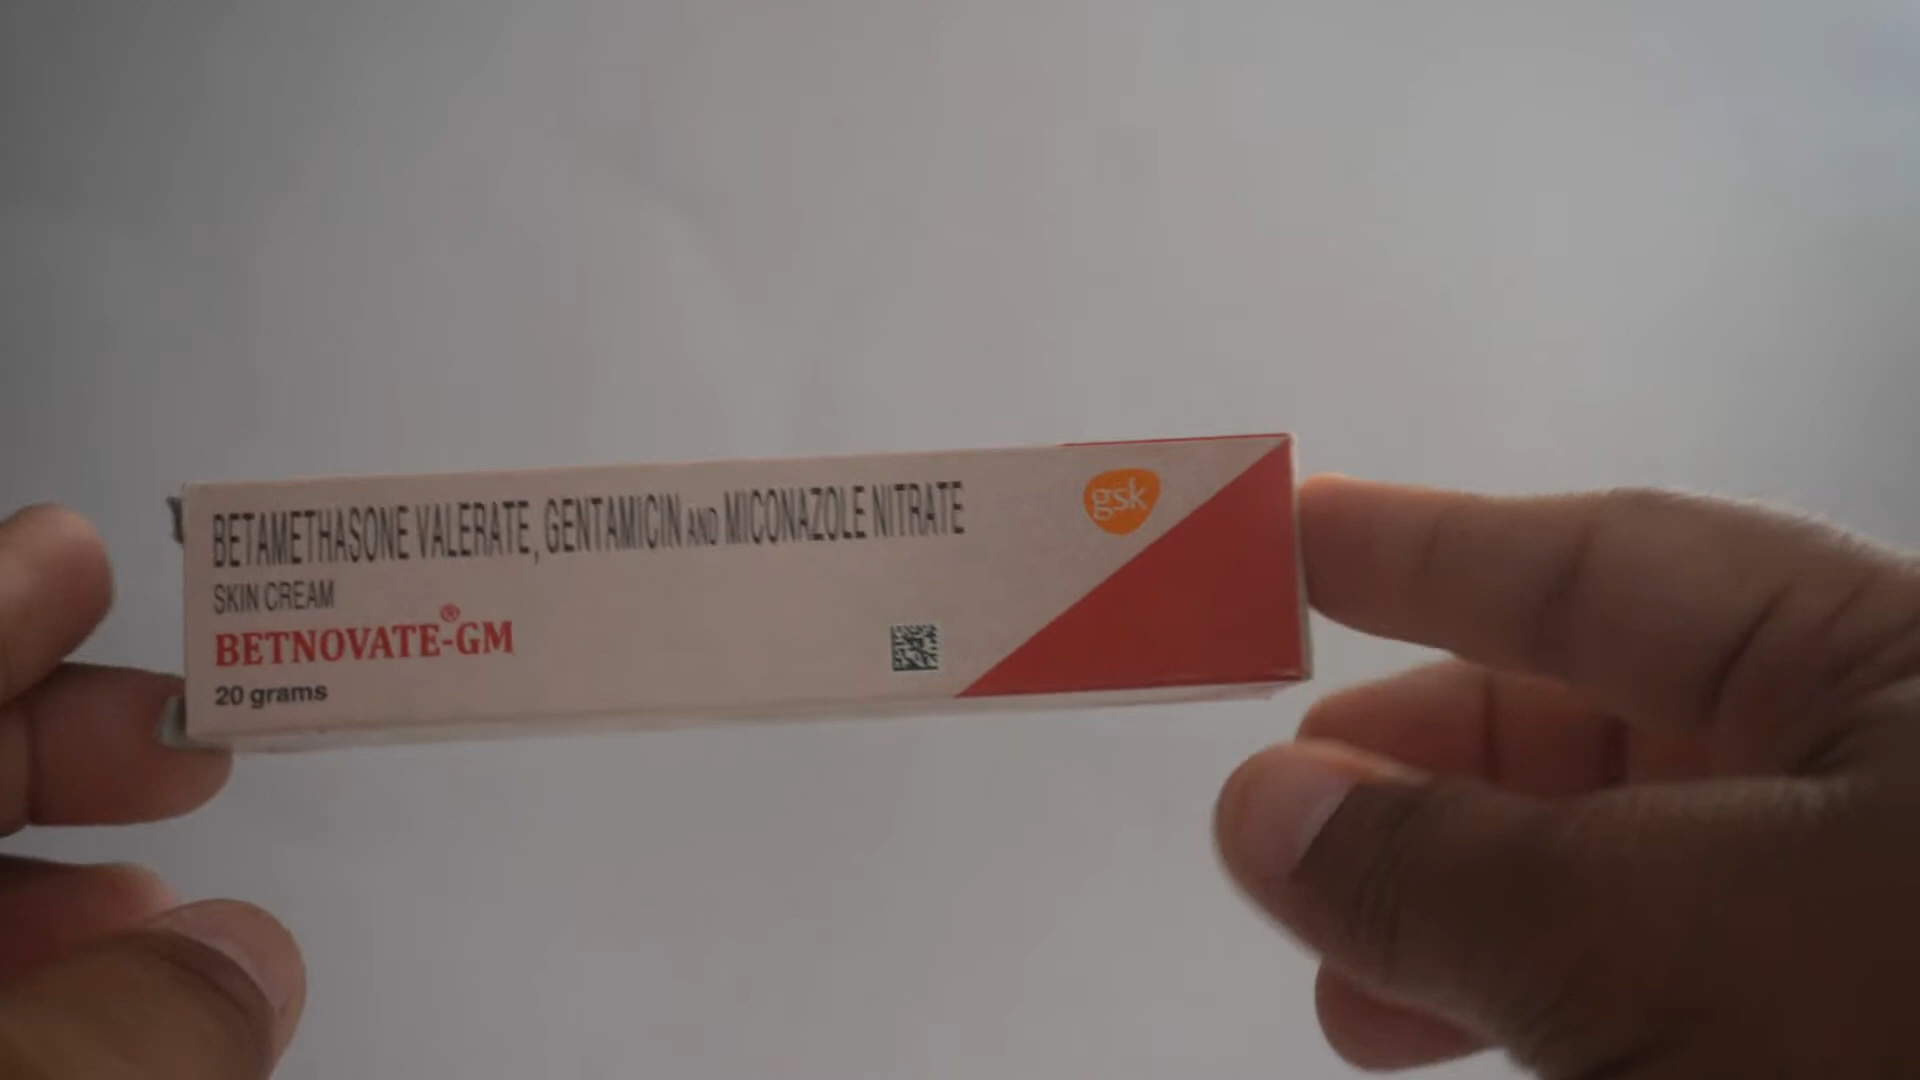 BETAMETHASONE VALERATE, GENTAMICIN AND MICONAZOLE NITRATE
SKIN CREAM
BETNOVATE®-GM
20 grams
gsk